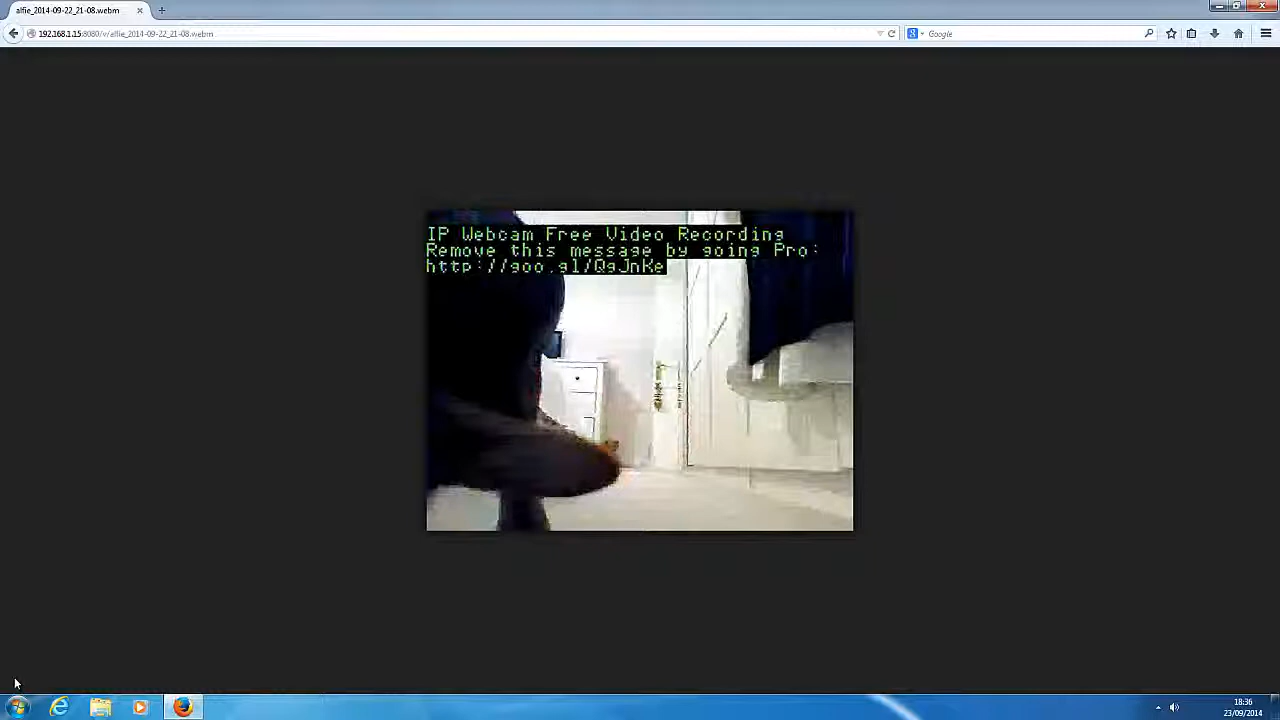 alfie_2014-09-22_21-08.webm
192.168.1.15:8080/v/alfie_2014-09-22_21-08.webm
Google
IP Webcam Free Video Recording
Remove this message by going Pro:
http://goo.gl/QgJnKe
18:36
23/09/2014